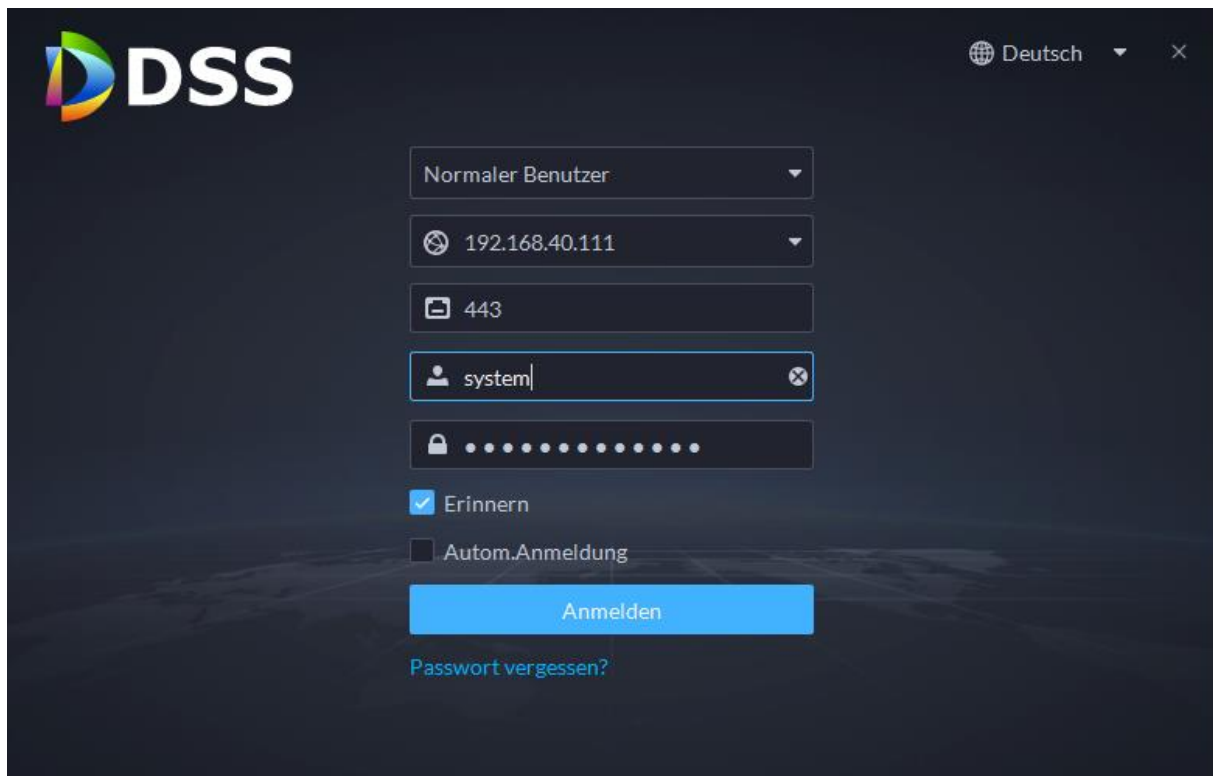 DSS
Deutsch
Normaler Benutzer
192.168.40.111
443
system
Erinnern
Autom.Anmeldung
Anmelden
Passwort vergessen?